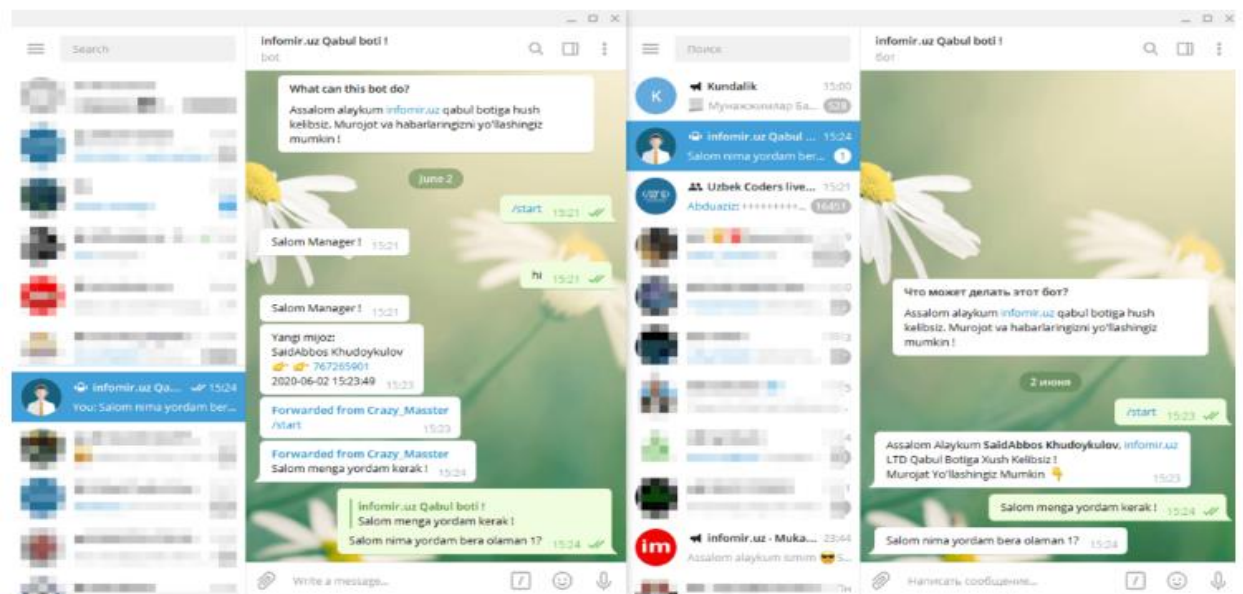 Search
infomir.uz Qa... 15:24
You: Salom nima yordam ber...
infomir.uz Qabul boti !
bot
What can this bot do?
Assalom alaykum infomir.uz qabul botiga hush
kelibsiz. Murojot va habarlaringizni yo'llashingiz
mumkin !
June 2
/start 15:21
Salom Manager ! 15:21
hi 15:21
Salom Manager ! 15:21
Yangi mijoz:
SaidAbbos Khudoykulov
👉 👉 767265901
2020-06-02 15:23:49 15:23
Forwarded from Crazy_Masster
/start 15:23
Forwarded from Crazy_Masster
Salom menga yordam kerak ! 15:24
infomir.uz Qabul boti !
Salom menga yordam kerak !
Salom nima yordam bera olaman 1? 15:24
Write a message...
Поиск
K
Kundalik 15:00
Мунажжимлар Ба... 528
infomir.uz Qabul ... 15:24
Salom nima yordam ber... 1
Uzbek Coders live... 15:21
Abduaziz: +++++++++... 16451
im
infomir.uz - Muka... 23:44
Assalom alaykum simim 😎 S...
infomir.uz Qabul boti !
бот
Что может делать этот бот?
Assalom alaykum infomir.uz qabul botiga hush
kelibsiz. Murojot va habarlaringizni yo'llashingiz
mumkin !
2 июня
/start 15:23
Assalom Alaykum SaidAbbos Khudoykulov, infomir.uz
LTD Qabul Botiga Xush Kelibsiz !
Murojat Yo'llashingiz Mumkin 👇 15:23
Salom menga yordam kerak ! 15:24
Salom nima yordam bera olaman 1? 15:24
Написать сообщение...